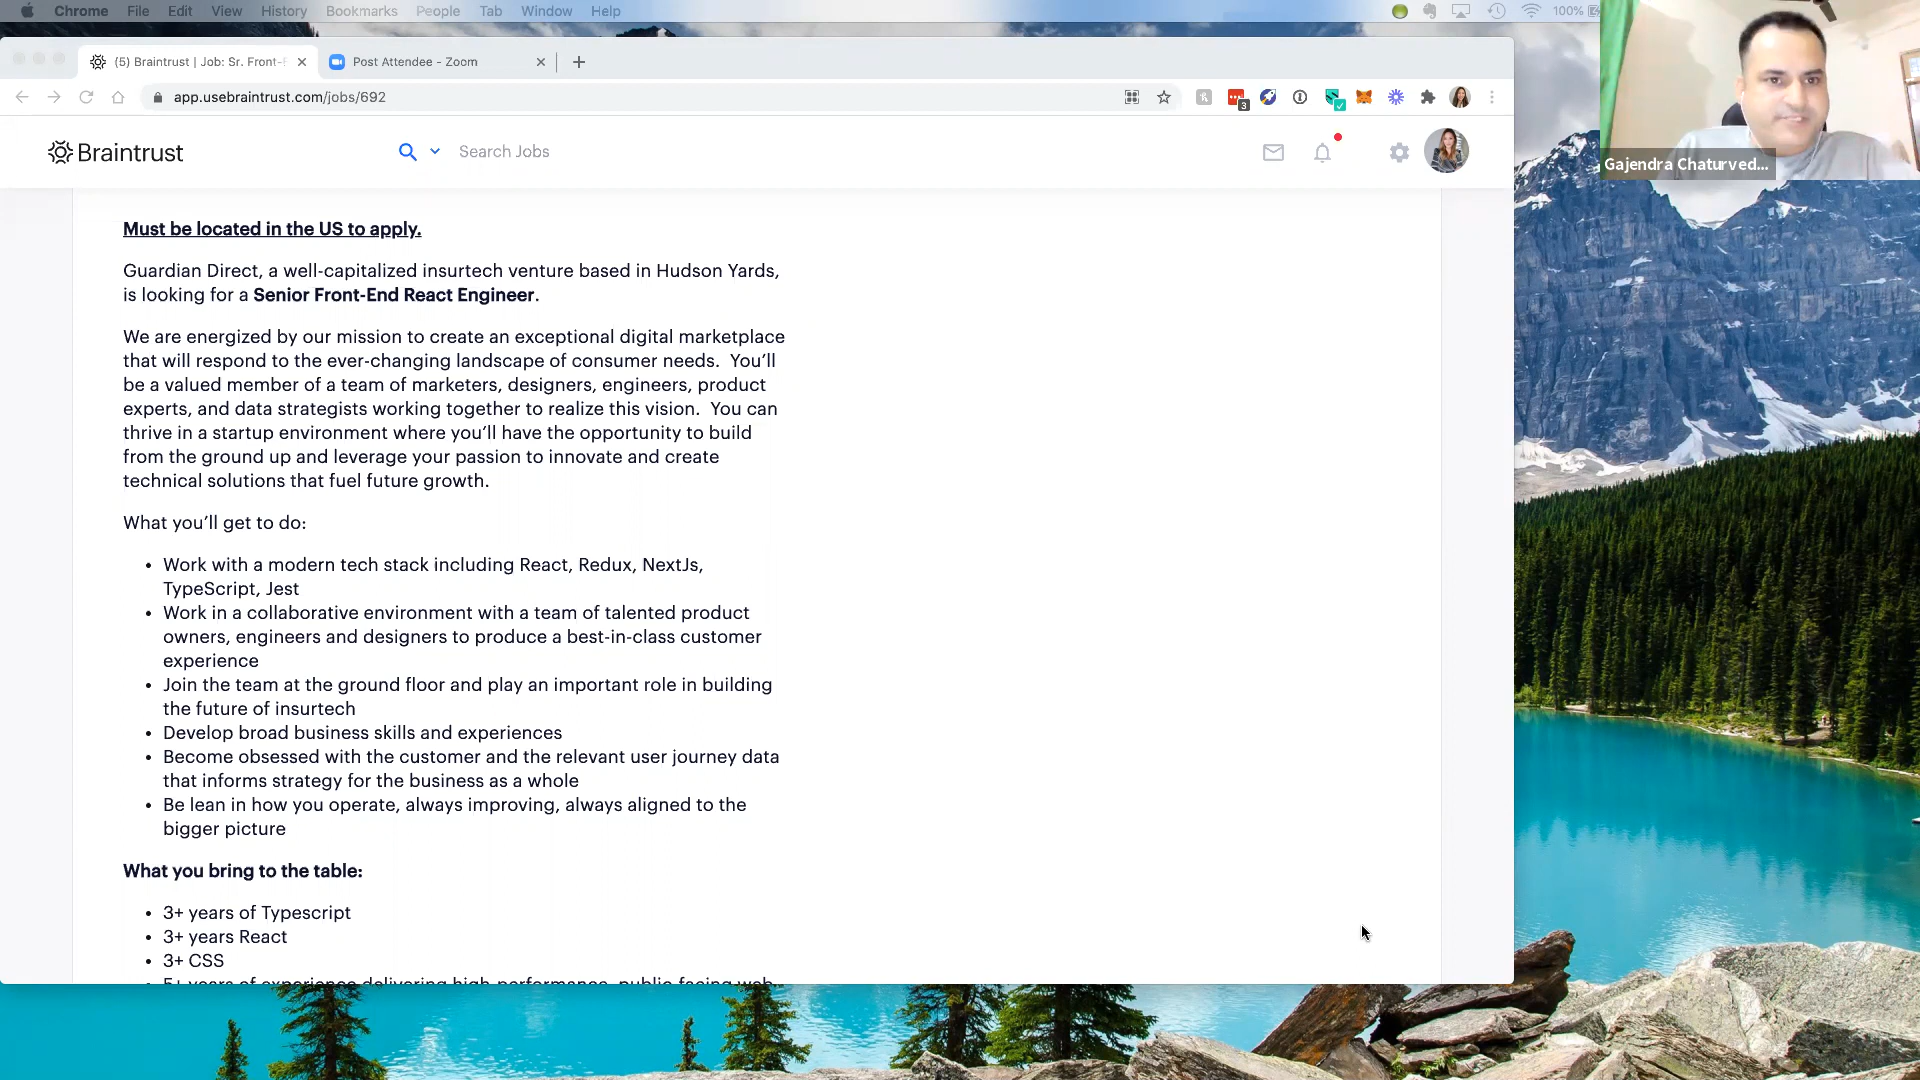 Chrome File Edit View History Bookmarks People Tab Window Help 100%
(5) Braintrust | Job: Sr. Front-E Post Attendee - Zoom
app.usebraintrust.com/jobs/692
3
Braintrust Search Jobs
Gajendra Chaturved...
Must be located in the US to apply.
Guardian Direct, a well-capitalized insurtech venture based in Hudson Yards,
is looking for a Senior Front-End React Engineer.
We are energized by our mission to create an exceptional digital marketplace
that will respond to the ever-changing landscape of consumer needs.  You’ll
be a valued member of a team of marketers, designers, engineers, product
experts, and data strategists working together to realize this vision.  You can
thrive in a startup environment where you’ll have the opportunity to build
from the ground up and leverage your passion to innovate and create
technical solutions that fuel future growth.
What you’ll get to do:
• Work with a modern tech stack including React, Redux, NextJs,
TypeScript, Jest
• Work in a collaborative environment with a team of talented product
owners, engineers and designers to produce a best-in-class customer
experience
• Join the team at the ground floor and play an important role in building
the future of insurtech
• Develop broad business skills and experiences
• Become obsessed with the customer and the relevant user journey data
that informs strategy for the business as a whole
• Be lean in how you operate, always improving, always aligned to the
bigger picture
What you bring to the table:
• 3+ years of Typescript
• 3+ years React
• 3+ CSS
• 5+ years of experience delivering high-performance, public-facing web